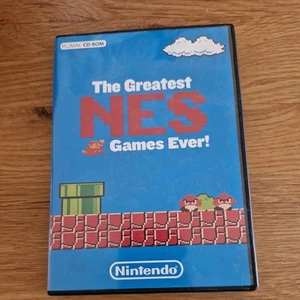 PC/MAC CD-ROM
The Greatest
NES
Games Ever!
Nintendo